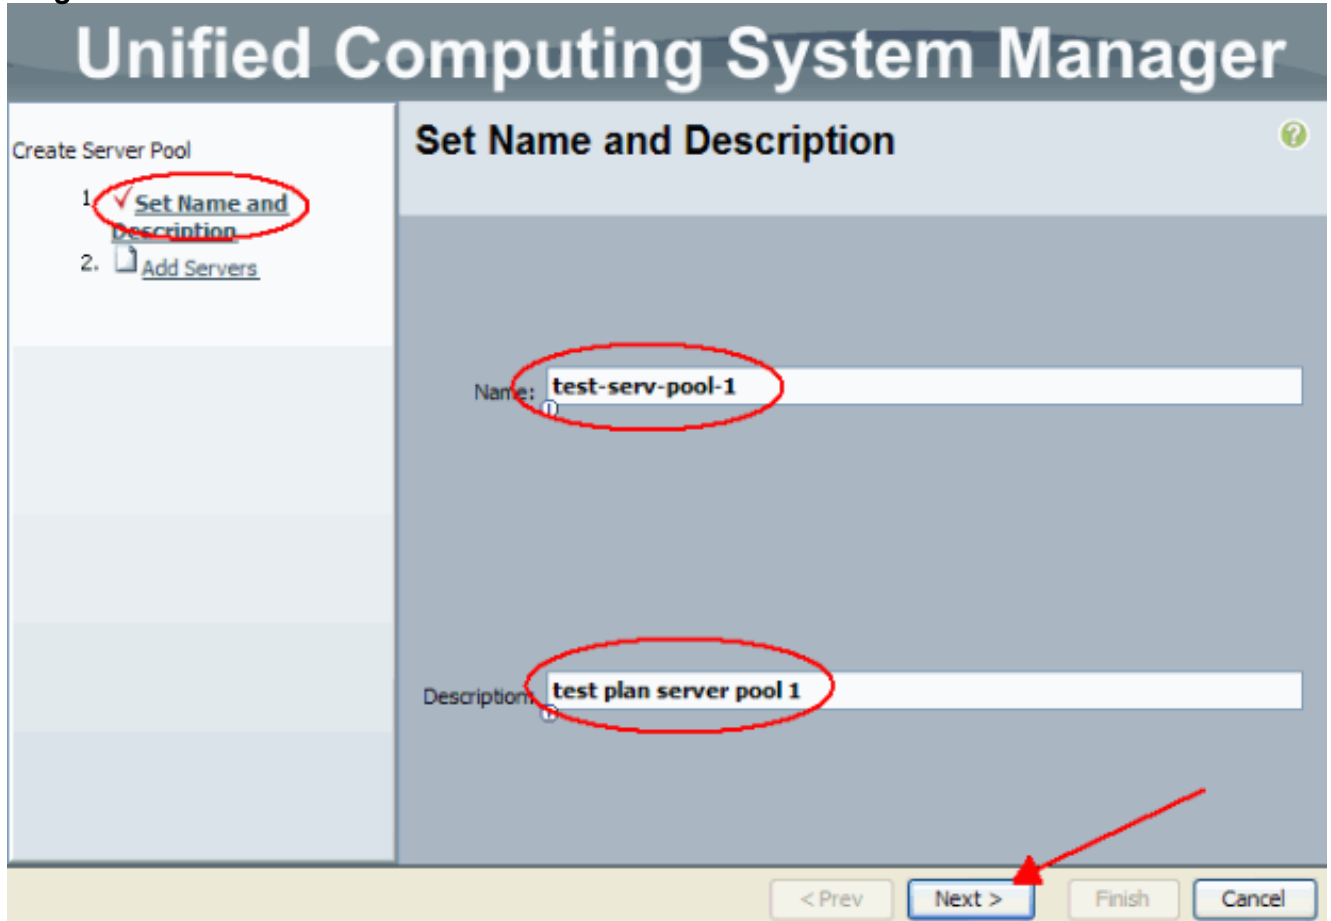 Unified Computing System Manager
Create Server Pool
1. Set Name and
Description
2. Add Servers
Set Name and Description
?
Name: test-serv-pool-1
Description: test plan server pool 1
< Prev
Next >
Finish
Cancel